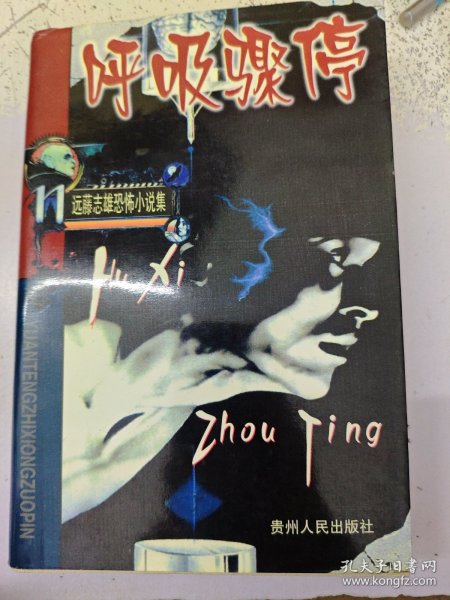 呼吸骤停
11
远藤志雄恐怖小说集
Hu Xi
Zhou Ting
YUANTENGZHIXIONGZUOPIN
贵州人民出版社
孔夫子旧书网
www.kongfz.com